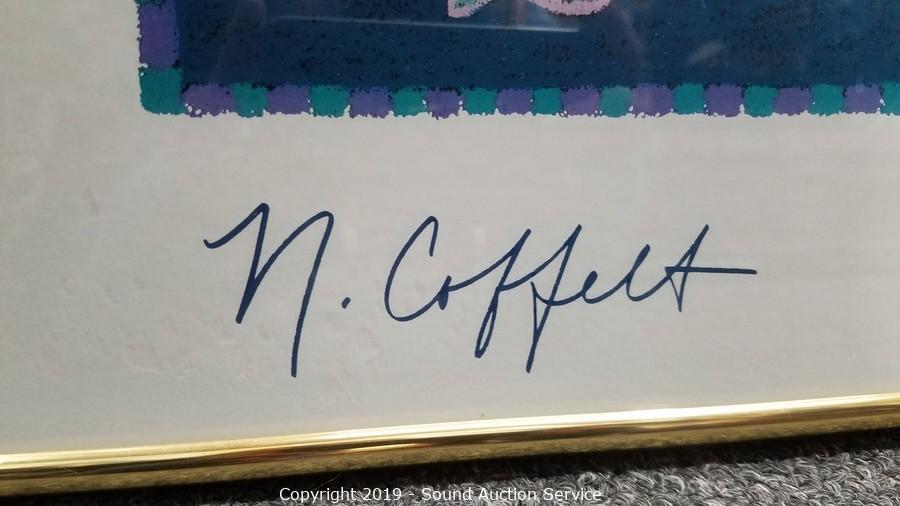 N. Coffelt
Copyright 2019 - Sound Auction Service